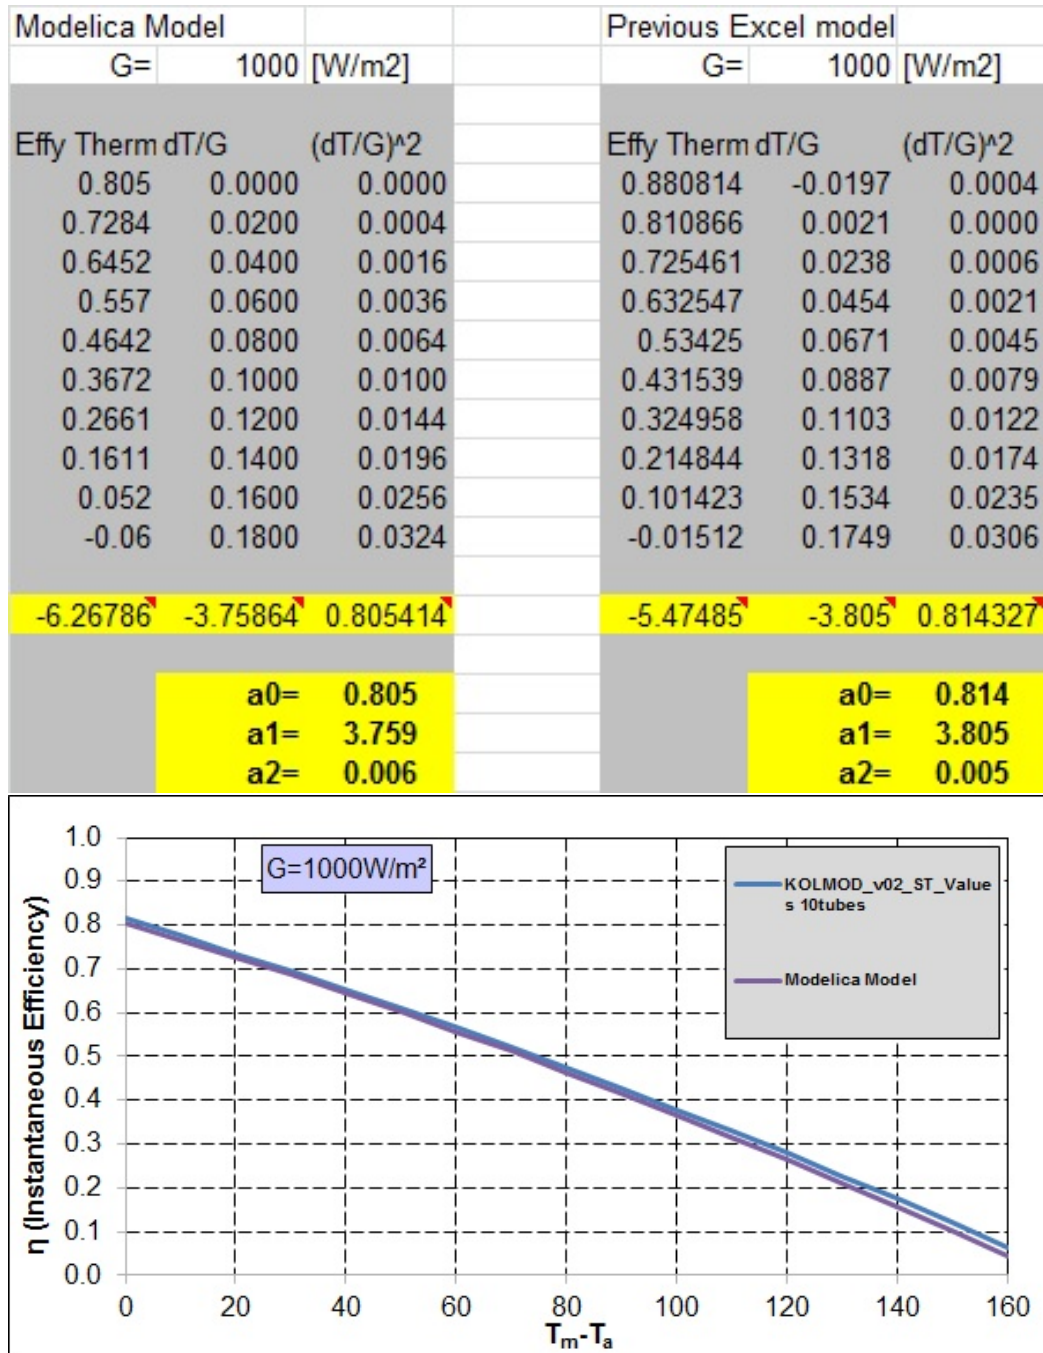 Modelica Model Previous Excel model
G= 1000 [W/m2] G= 1000 [W/m2]
Effy Therm dT/G (dT/G)^2 Effy Therm dT/G (dT/G)^2
0.805 0.0000 0.0000 0.880814 -0.0197 0.0004
0.7284 0.0200 0.0004 0.810866 0.0021 0.0000
0.6452 0.0400 0.0016 0.725461 0.0238 0.0006
0.557 0.0600 0.0036 0.632547 0.0454 0.0021
0.4642 0.0800 0.0064 0.53425 0.0671 0.0045
0.3672 0.1000 0.0100 0.431539 0.0887 0.0079
0.2661 0.1200 0.0144 0.324958 0.1103 0.0122
0.1611 0.1400 0.0196 0.214844 0.1318 0.0174
0.052 0.1600 0.0256 0.101423 0.1534 0.0235
-0.06 0.1800 0.0324 -0.01512 0.1749 0.0306
-6.26786 -3.75864 0.805414 -5.47485 -3.805 0.814327
a0= 0.805 a0= 0.814
a1= 3.759 a1= 3.805
a2= 0.006 a2= 0.005
η (Instantaneous Efficiency)
1.0
0.9
0.8
0.7
0.6
0.5
0.4
0.3
0.2
0.1
0.0
G=1000W/m²
KOLMOD_v02_ST_Value
s 10tubes
Modelica Model
0 20 40 60 80 100 120 140 160
Tm-Ta